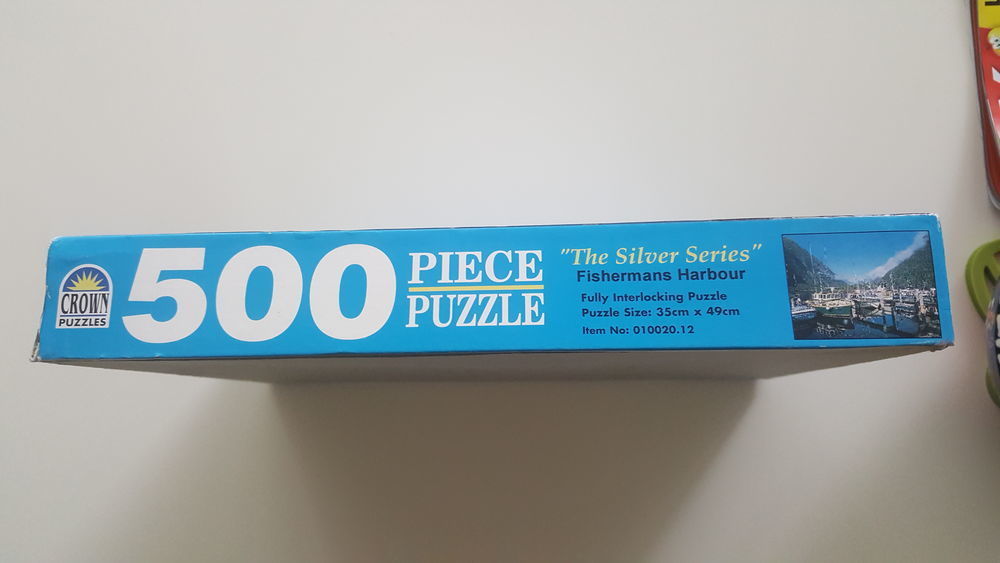 CROWN
PUZZLES
500
PIECE
PUZZLE
"The Silver Series"
Fishermans Harbour
Fully Interlocking Puzzle
Puzzle Size: 35cm x 49cm
Item No: 010020.12